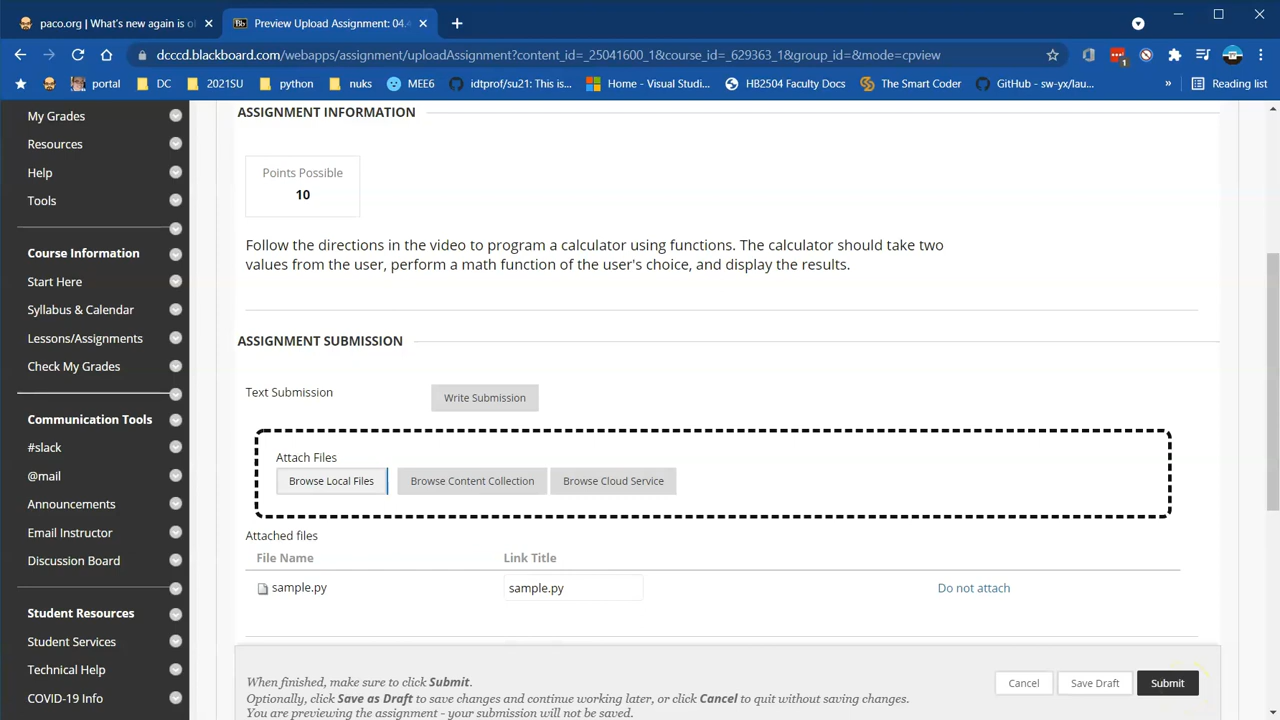 paco.org | What's new again is ol
Preview Upload Assignment: 04.
dcccd.blackboard.com/webapps/assignment/uploadAssignment?content_id=_25041600_1&course_id=_629363_1&group_id=&mode=cpview
1
portal DC 2021SU python nuks MEE6 idtprof/su21: This is... Home - Visual Studi... HB2504 Faculty Docs The Smart Coder GitHub - sw-yx/lau... » Reading list
My Grades
Resources
Help
Tools
Course Information
Start Here
Syllabus & Calendar
Lessons/Assignments
Check My Grades
Communication Tools
#slack
@mail
Announcements
Email Instructor
Discussion Board
Student Resources
Student Services
Technical Help
COVID-19 Info
ASSIGNMENT INFORMATION
Points Possible
10
Follow the directions in the video to program a calculator using functions. The calculator should take two
values from the user, perform a math function of the user's choice, and display the results.
ASSIGNMENT SUBMISSION
Text Submission Write Submission
Attach Files
Browse Local Files Browse Content Collection Browse Cloud Service
Attached files
File Name Link Title
sample.py sample.py Do not attach
When finished, make sure to click Submit.
Optionally, click Save as Draft to save changes and continue working later, or click Cancel to quit without saving changes.
You are previewing the assignment - your submission will not be saved.
Cancel Save Draft Submit